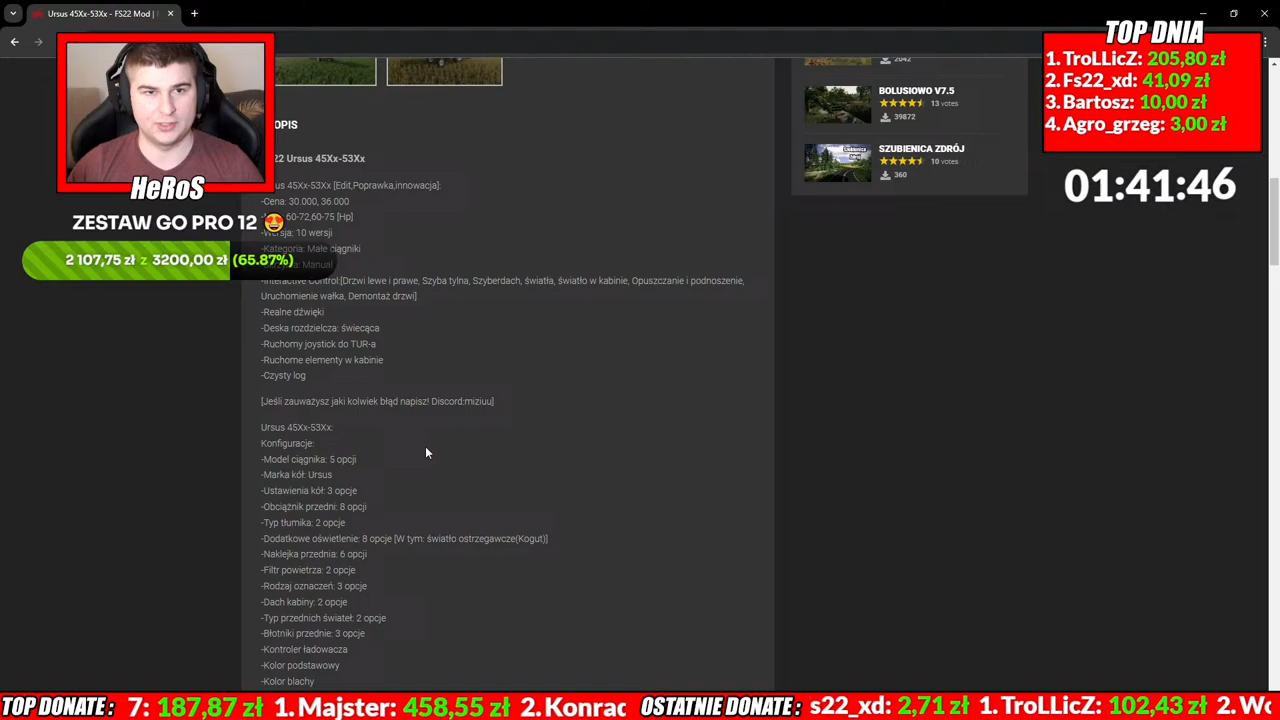 Ursus 45Xx-53Xx - FS22 Mod |
TOP DNIA
1. TroLLicZ: 205,80 zł
2. Fs22_xd: 41,09 zł
3. Bartosz: 10,00 zł
4. Agro_grzeg: 3,00 zł
01:41:46
HeRoS
ZESTAW GO PRO 12 😍
2 107,75 zł z 3200,00 zł (65.87%)
2042
BOLUSIOWO V7.5
13 votes
39872
SZUBIENICA ZDRÓJ
10 votes
360
OPIS
22 Ursus 45Xx-53Xx
sus 45Xx-53Xx [Edit,Poprawka,innowacja]:
-Cena: 30.000, 36.000
60-72,60-75 [Hp]
-Wersja: 10 wersji
-Kategoria: Małe ciągniki
Manual
-Interactive Control:[Drzwi lewe i prawe, Szyba tylna, Szyberdach, światła, światło w kabinie, Opuszczanie i podnoszenie,
Uruchomienie wałka, Demontaż drzwi]
-Realne dźwięki
-Deska rozdzielcza: świecąca
-Ruchomy joystick do TUR-a
-Ruchome elementy w kabinie
-Czysty log
[Jeśli zauważysz jaki kolwiek błąd napisz! Discord:miziuu]
Ursus 45Xx-53Xx:
Konfiguracje:
-Model ciągnika: 5 opcji
-Marka kół: Ursus
-Ustawienia kół: 3 opcje
-Obciążnik przedni: 8 opcji
-Typ tłumika: 2 opcje
-Dodatkowe oświetlenie: 8 opcje [W tym: światło ostrzegawcze(Kogut)]
-Naklejka przednia: 6 opcji
-Filtr powietrza: 2 opcje
-Rodzaj oznaczeń: 3 opcje
-Dach kabiny: 2 opcje
-Typ przednich świateł: 2 opcje
-Błotniki przednie: 3 opcje
-Kontroler ładowacza
-Kolor podstawowy
-Kolor blachy
TOP DONATE : 7: 187,87 zł 1. Majster: 458,55 zł 2. Konrad OSTATNIE DONATE : s22_xd: 2,71 zł 1. TroLLicZ: 102,43 zł 2. Wo